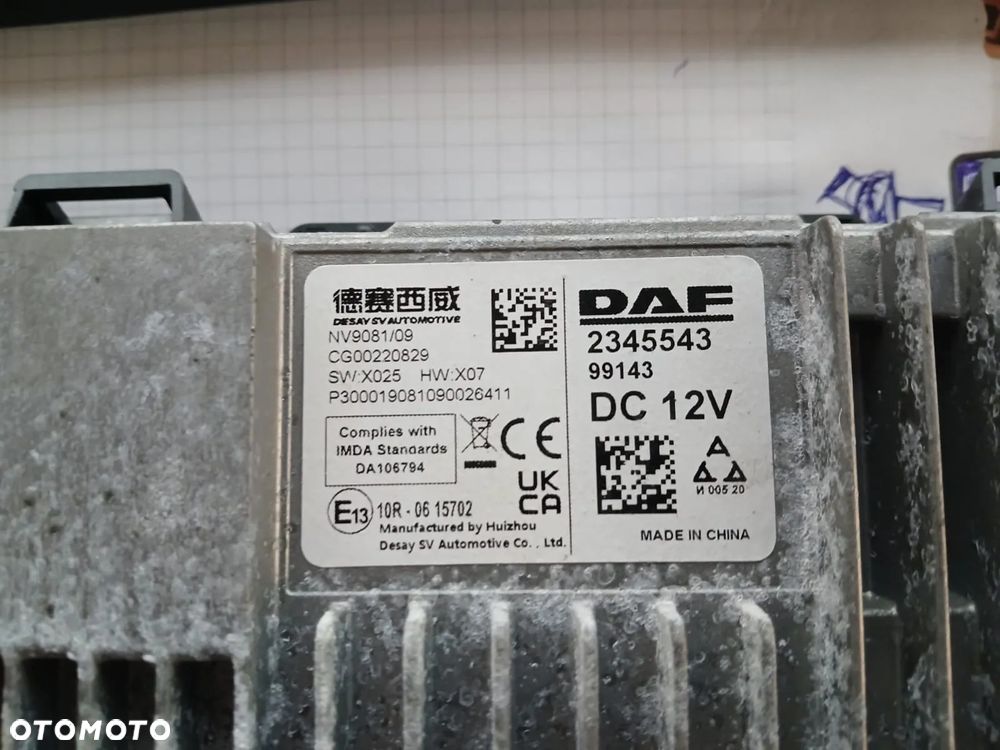 德赛西威
DESAY SV AUTOMOTIVE
NV9081/09
CG00220829
SW:X025 HW:X07
P300019081090026411
Complies with
IMDA Standards
DA106794
CE
UK
CA
E13
10R - 06 15702
Manufactured by Huizhou
Desay SV Automotive Co. , Ltd.
DAF
2345543
99143
DC 12V
И 005 20
MADE IN CHINA
OTOMOTO